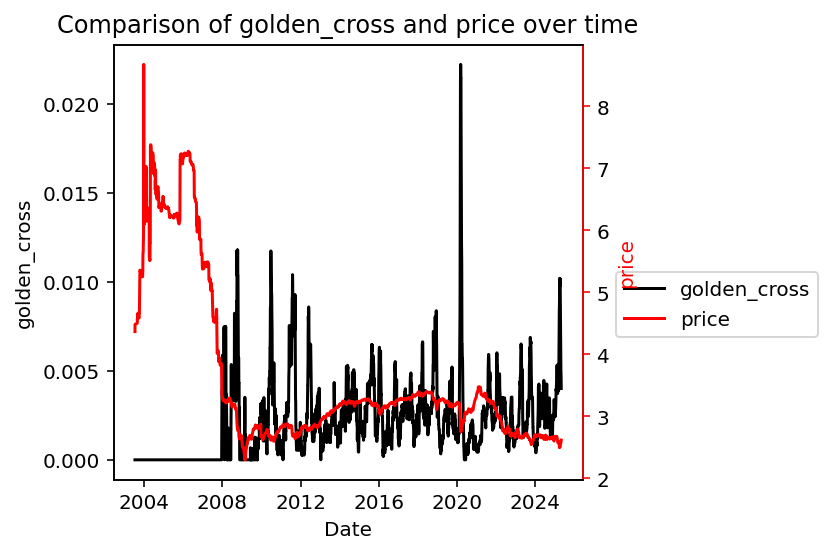 Comparison of golden_cross and price over time
golden_cross
0.020
0.015
0.010
0.005
0.000
8
7
6
5
4
3
2
price
golden_cross
price
2004 2008 2012 2016 2020 2024
Date